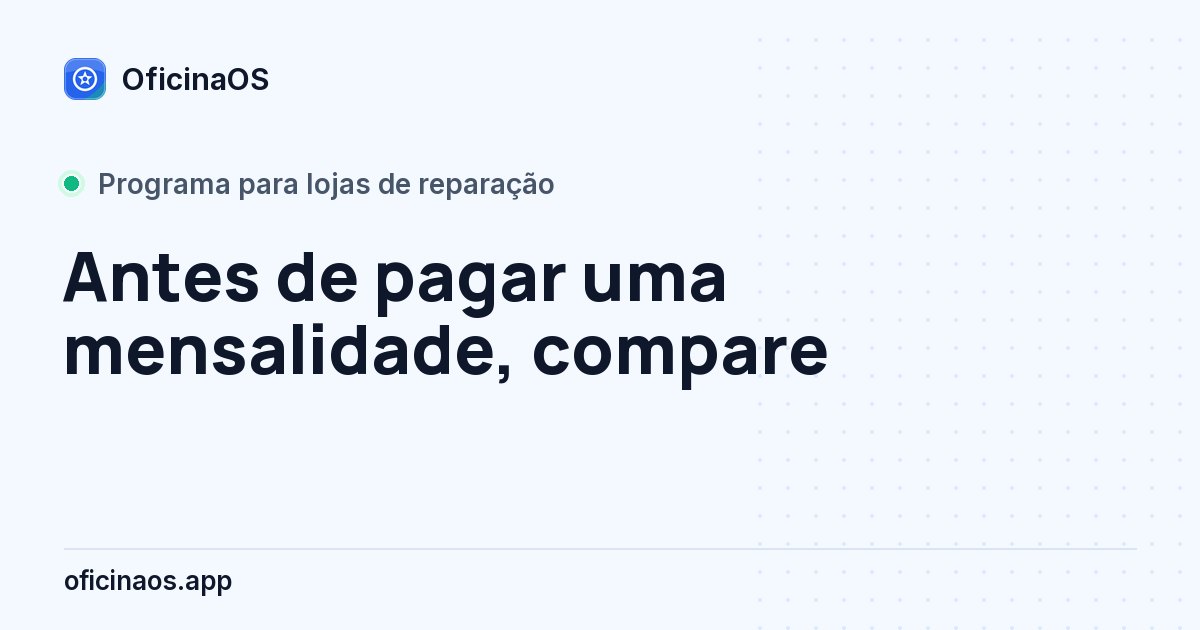 OficinaOS
Programa para lojas de reparação
Antes de pagar uma
mensalidade, compare
oficinaos.app